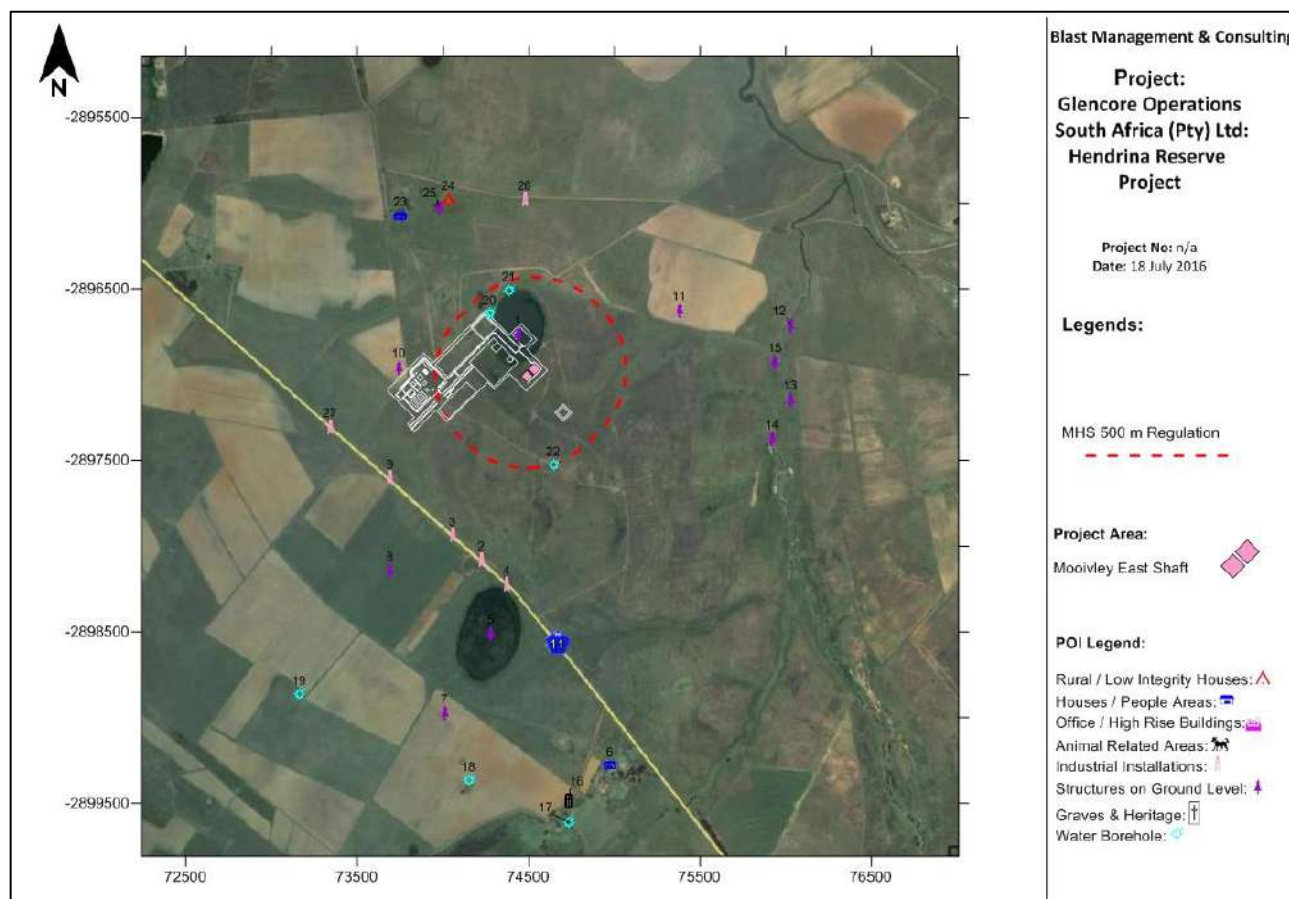 N
-2895500
-2896500
-2897500
-2898500
-2899500
72500
73500
74500
75500
76500
23
25
24
26
21
20
1
10
11
12
15
13
14
22
27
9
3
2
4
8
5
11
19
7
18
6
16
17
Blast Management & Consulting
Project:
Glencore Operations
South Africa (Pty) Ltd:
Hendrina Reserve
Project
Project No: n/a
Date: 18 July 2016
Legends:
MHS 500 m Regulation
Project Area:
Mooivley East Shaft
POI Legend:
Rural / Low Integrity Houses:
Houses / People Areas:
Office / High Rise Buildings:
Animal Related Areas:
Industrial Installations:
Structures on Ground Level:
Graves & Heritage:
Water Borehole: